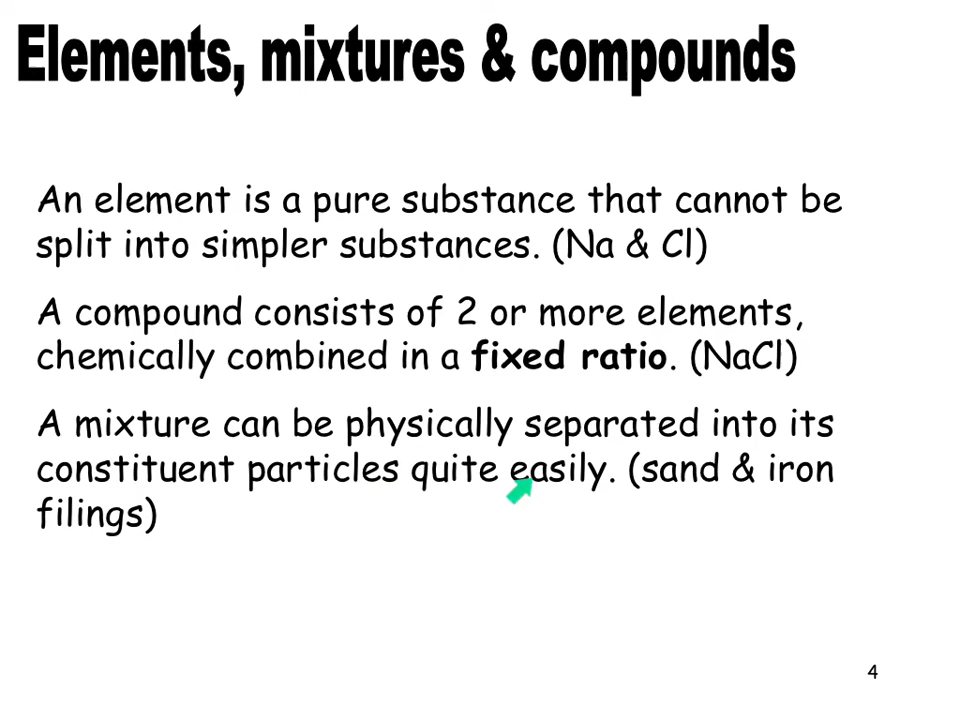 Elements, mixtures & compounds
An element is a pure substance that cannot be
split into simpler substances. (Na & Cl)
A compound consists of 2 or more elements,
chemically combined in a fixed ratio. (NaCl)
A mixture can be physically separated into its
constituent particles quite easily. (sand & iron
filings)
4